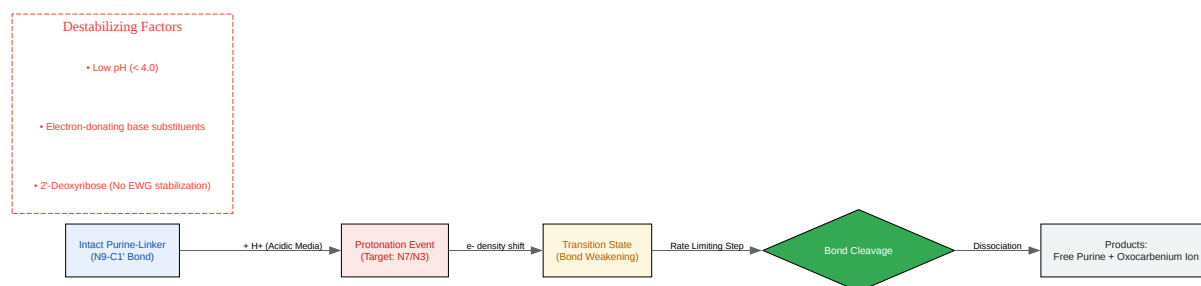 Destabilizing Factors
• Low pH (< 4.0)
• Electron-donating base substituents
• 2'-Deoxyribose (No EWG stabilization)
Intact Purine-Linker
(N9-C1' Bond)
+ H+ (Acidic Media)
Protonation Event
(Target: N7/N3)
e- density shift
Transition State
(Bond Weakening)
Rate Limiting Step
Bond Cleavage
Dissociation
Products:
Free Purine + Oxocarbenium Ion